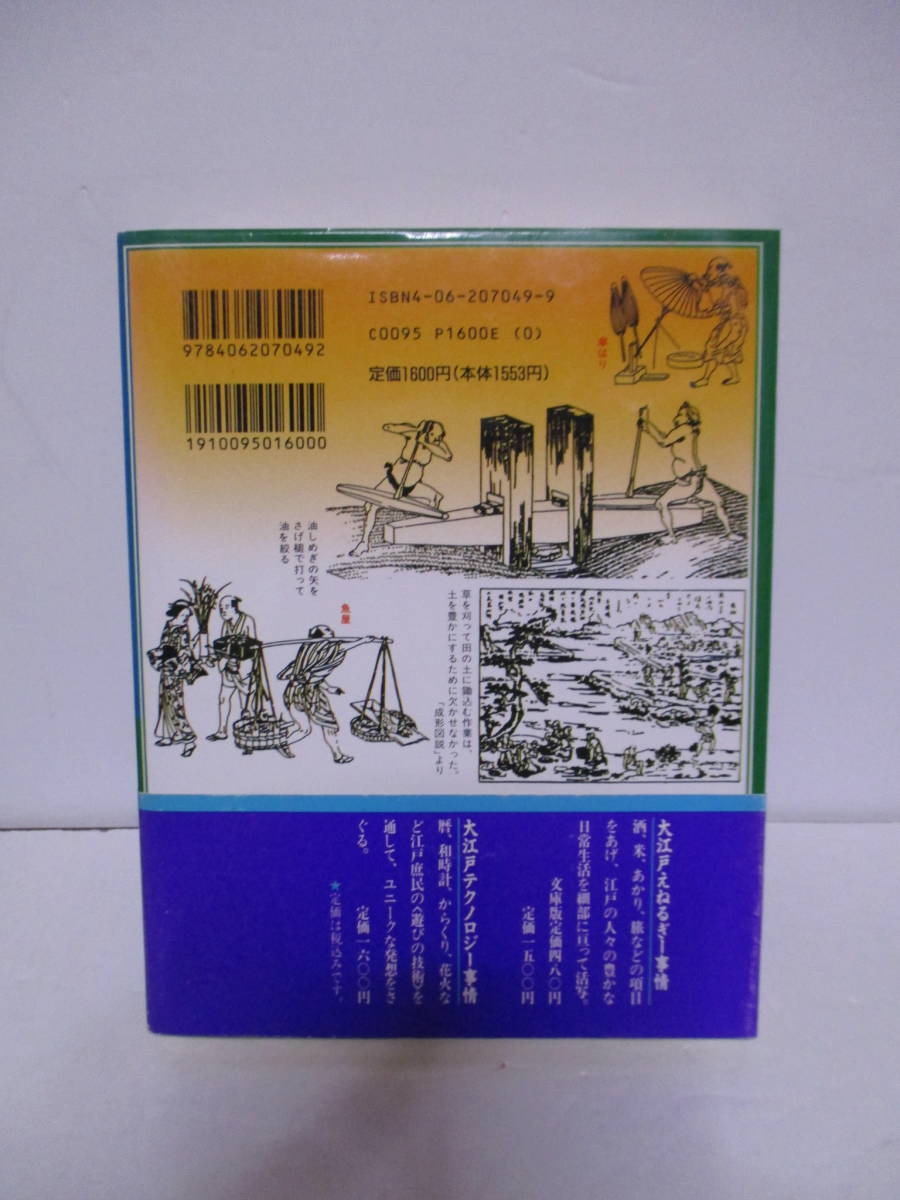 9784062070492
1910095016000
ISBN4-06-207049-9
C0095 P1600E (0)
定価1600円(本体1553円)
傘はり
油しめぎの矢を
さげ槌で打って
油を絞る
魚屋
草を刈って田の土に鋤込む作業は、
土を豊かにするために欠かせなかった。
「成形図説」より
大江戸えねるぎー事情
酒、米、あかり、旅などの項目
をあげ、江戸の人々の豊かな
日常生活を細部に亘って活写。
文庫版定価四八〇円
定価一五〇〇円
大江戸テクノロジー事情
暦、和時計、からくり、花火な
ど江戸庶民の〈遊びの技術〉を
通して、ユニークな発想をさ
ぐる。
定価一六〇〇円
★定価は税込みです。